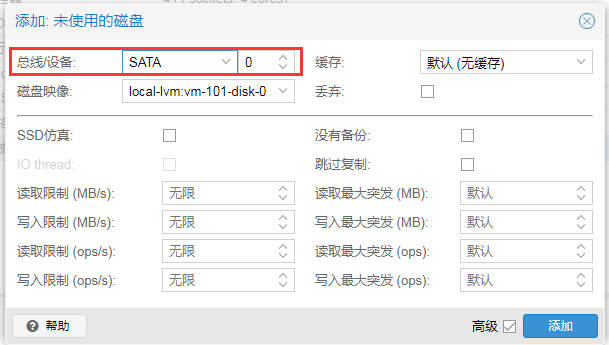 添加: 未使用的磁盘
总线/设备: SATA 0 缓存: 默认 (无缓存)
磁盘映像: local-lvm:vm-101-disk-0 丢弃:
SSD仿真: 没有备份:
IO thread: 跳过复制:
读取限制 (MB/s): 无限 读取最大突发 (MB): 默认
写入限制 (MB/s): 无限 写入最大突发 (MB): 默认
读取限制 (ops/s): 无限 读取最大突发 (ops): 默认
写入限制 (ops/s): 无限 写入最大突发 (ops): 默认
帮助 高级 添加